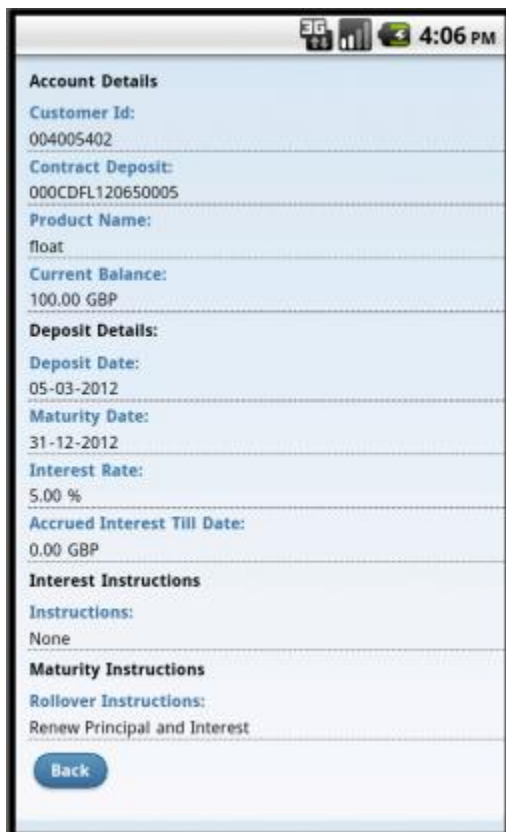 3G
4:06 PM
Account Details
Customer Id:
004005402
Contract Deposit:
000CDFL120650005
Product Name:
float
Current Balance:
100.00 GBP
Deposit Details:
Deposit Date:
05-03-2012
Maturity Date:
31-12-2012
Interest Rate:
5.00 %
Accrued Interest Till Date:
0.00 GBP
Interest Instructions
Instructions:
None
Maturity Instructions
Rollover Instructions:
Renew Principal and Interest
Back